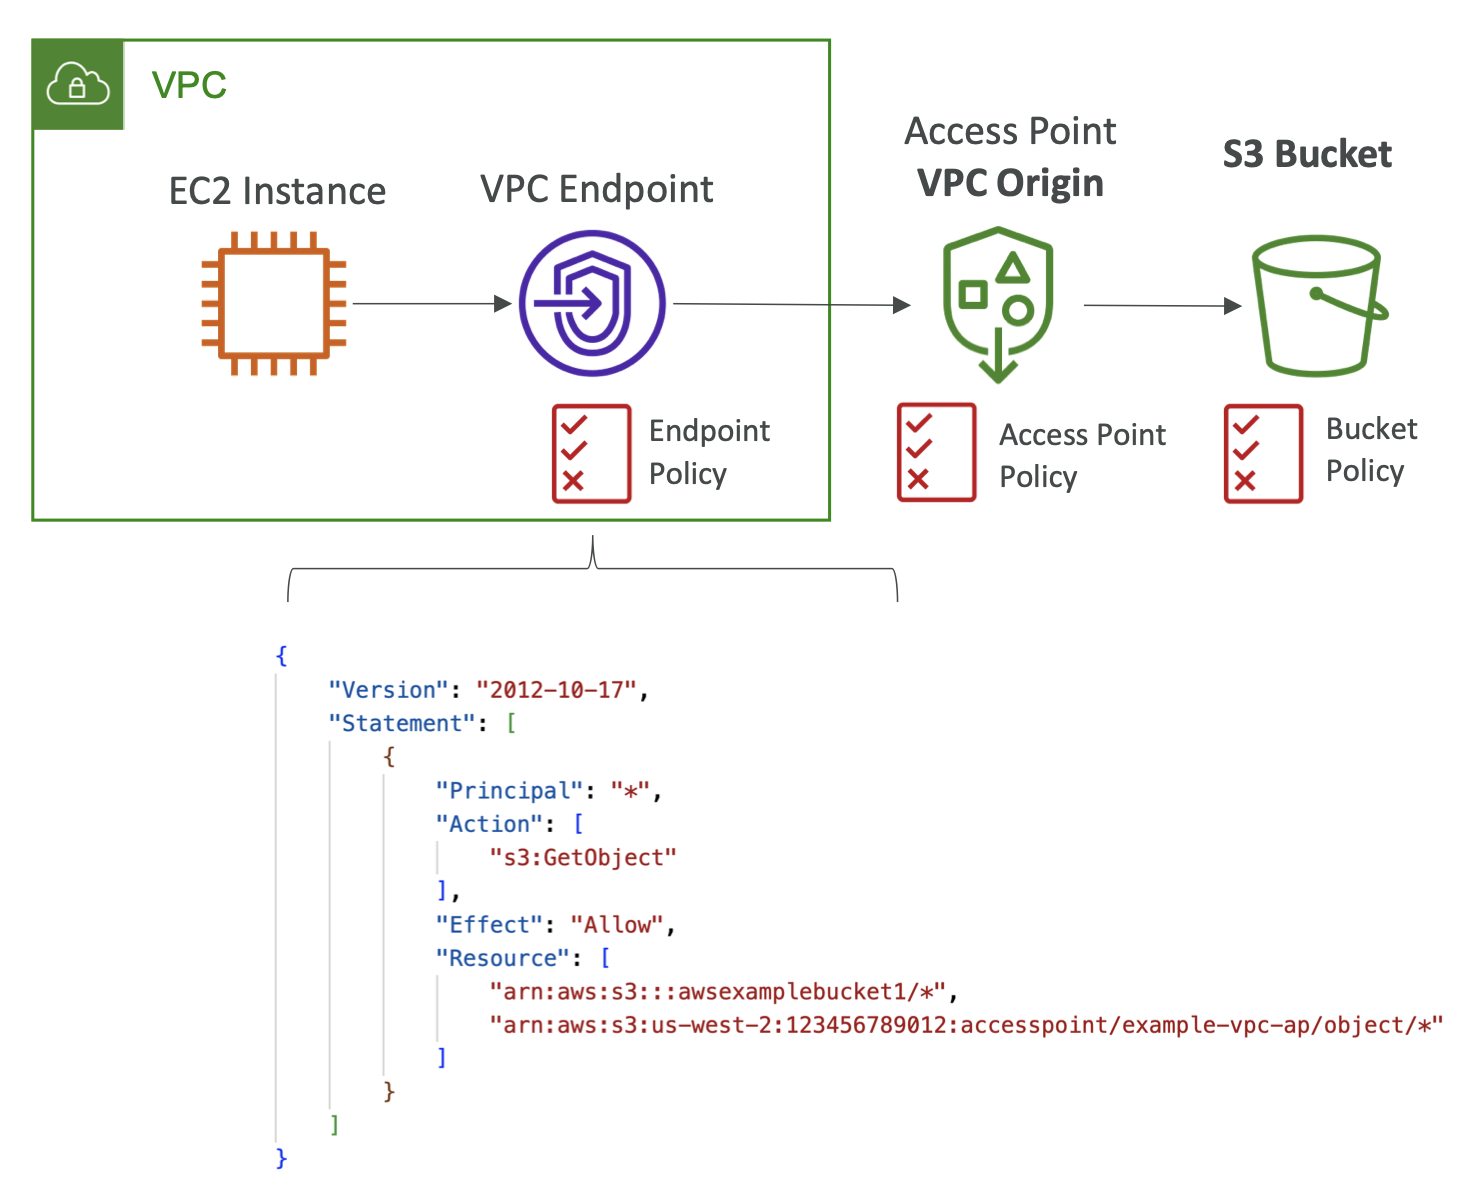 VPC
EC2 Instance
VPC Endpoint
Access Point
VPC Origin
S3 Bucket
Endpoint
Policy
Access Point
Policy
Bucket
Policy
{
"Version": "2012-10-17",
"Statement": [
{
"Principal": "*",
"Action": [
"s3:GetObject"
],
"Effect": "Allow",
"Resource": [
"arn:aws:s3:::awsexamplebucket1/*",
"arn:aws:s3:us-west-2:123456789012:accesspoint/example-vpc-ap/object/*"
]
}
]
}